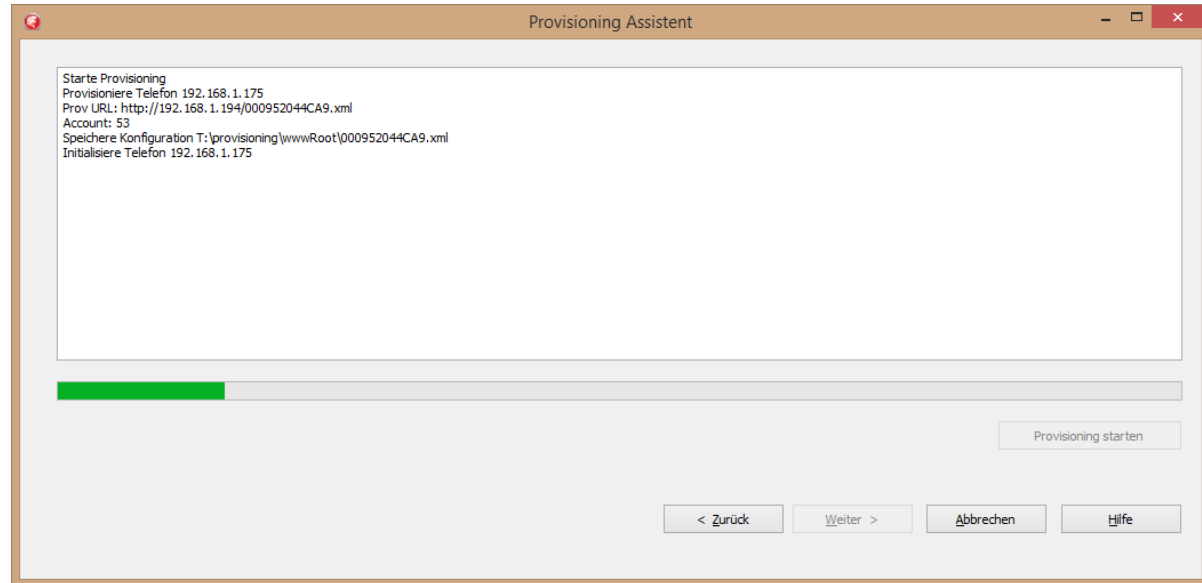 Provisioning Assistent
Starte Provisioning
Provisioniere Telefon 192.168.1.175
Prov URL: http://192.168.1.194/000952044CA9.xml
Account: 53
Speichere Konfiguration T:\provisioning\wwwRoot\000952044CA9.xml
Initialisiere Telefon 192.168.1.175
Provisioning starten
< Zurück
Weiter >
Abbrechen
Hilfe